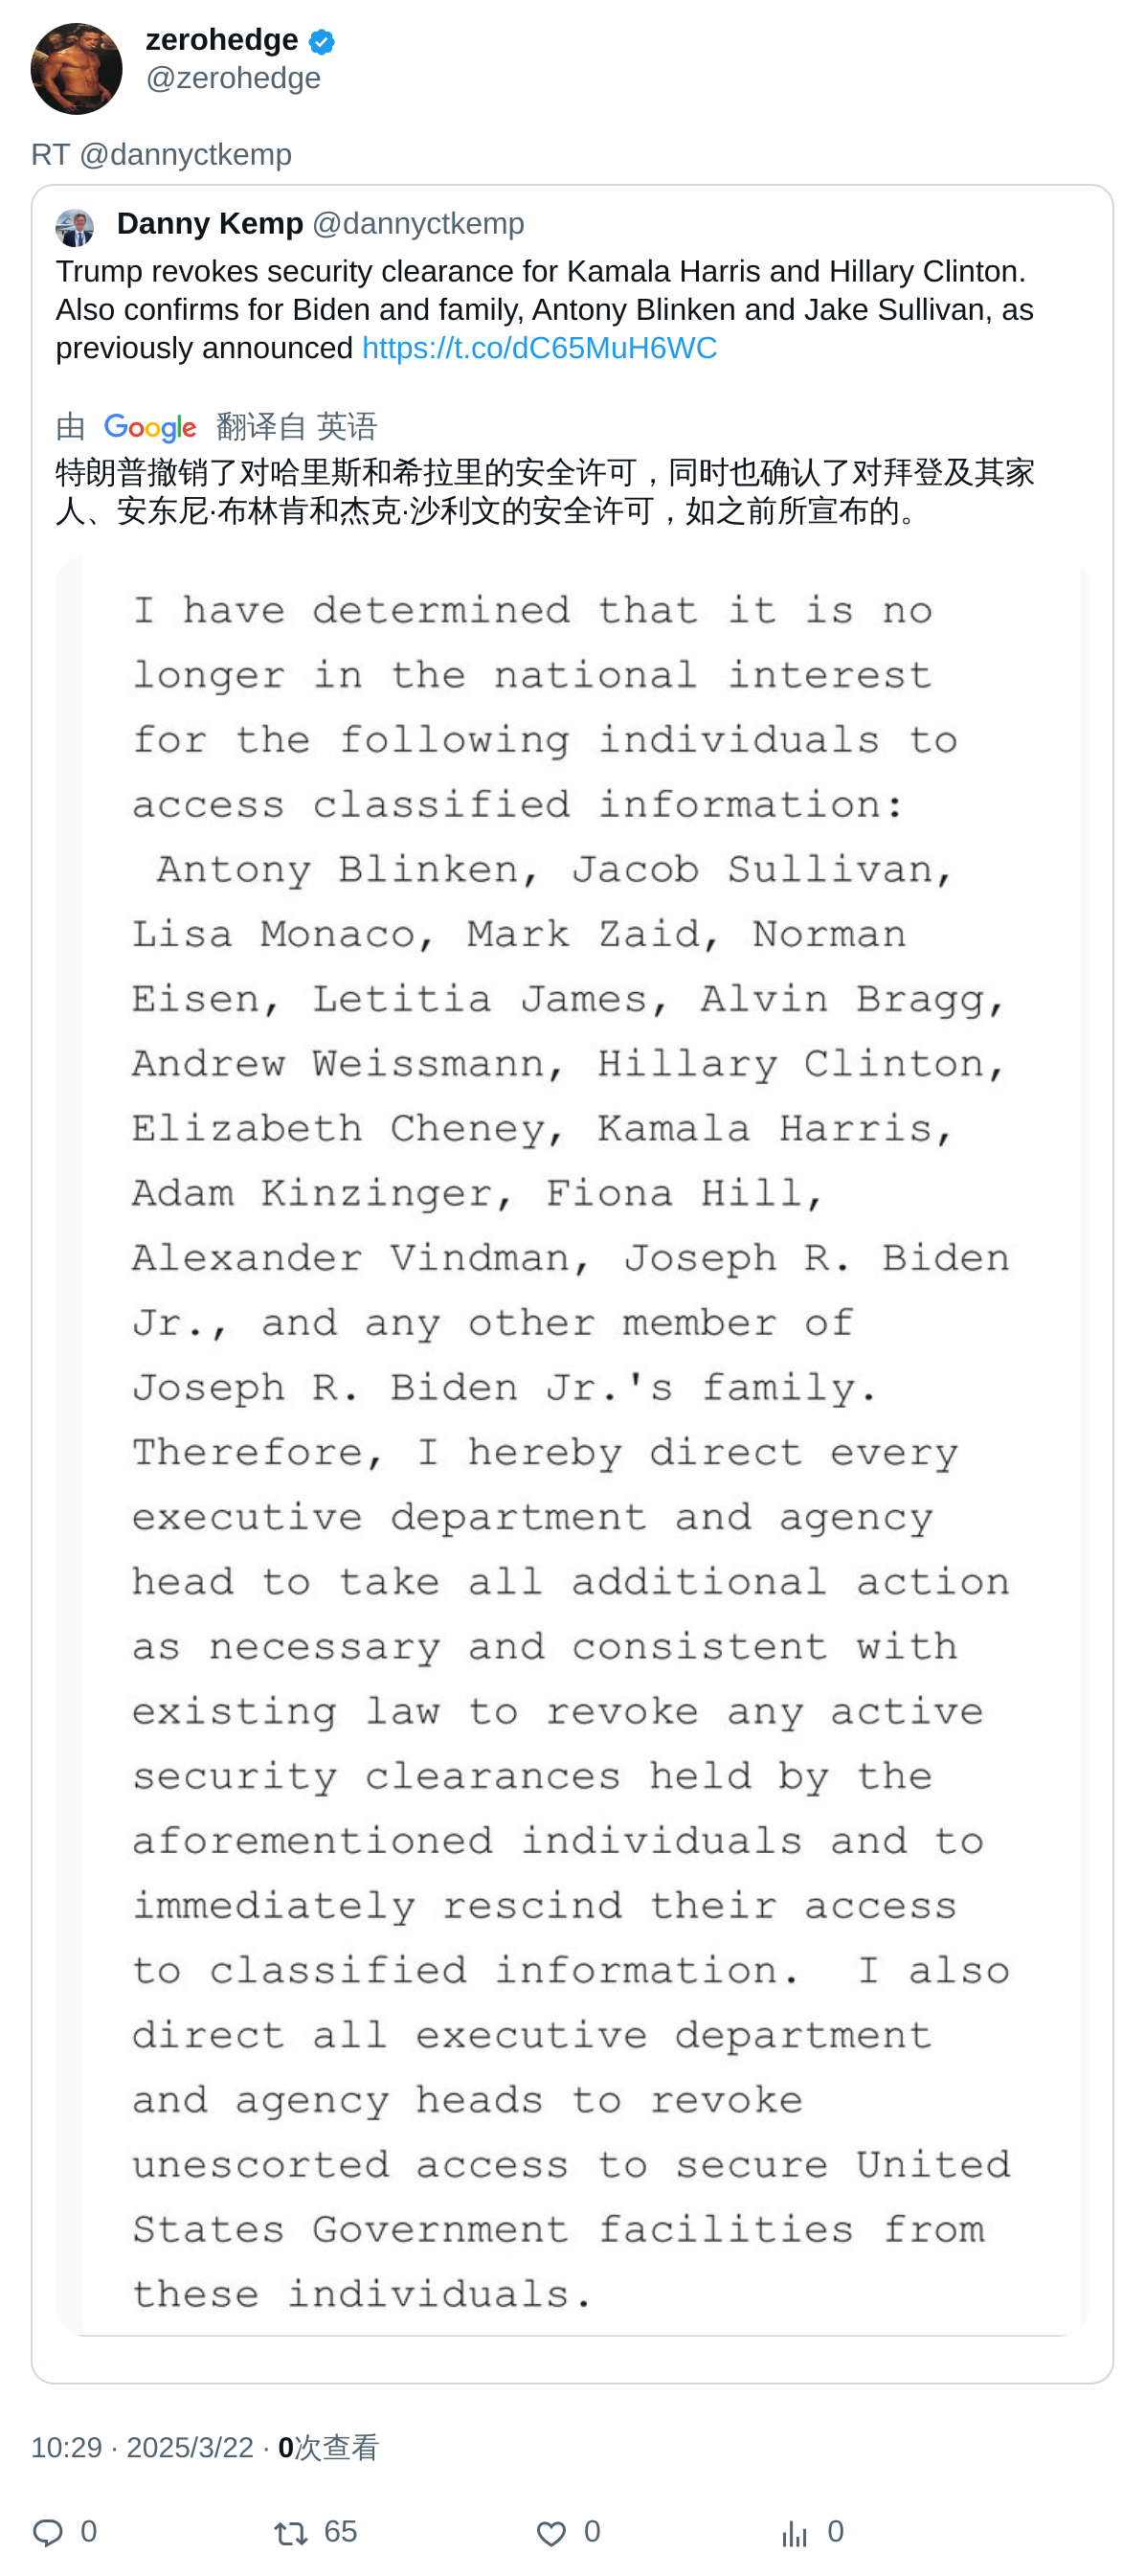 zerohedge
@zerohedge
RT @dannyctkemp
Danny Kemp @dannyctkemp
Trump revokes security clearance for Kamala Harris and Hillary Clinton.
Also confirms for Biden and family, Antony Blinken and Jake Sullivan, as
previously announced https://t.co/dC65MuH6WC
由 Google 翻译自 英语
特朗普撤销了对哈里斯和希拉里的安全许可，同时也确认了对拜登及其家
人、安东尼·布林肯和杰克·沙利文的安全许可，如之前所宣布的。
I have determined that it is no
longer in the national interest
for the following individuals to
access classified information:
Antony Blinken, Jacob Sullivan,
Lisa Monaco, Mark Zaid, Norman
Eisen, Letitia James, Alvin Bragg,
Andrew Weissmann, Hillary Clinton,
Elizabeth Cheney, Kamala Harris,
Adam Kinzinger, Fiona Hill,
Alexander Vindman, Joseph R. Biden
Jr., and any other member of
Joseph R. Biden Jr.'s family.
Therefore, I hereby direct every
executive department and agency
head to take all additional action
as necessary and consistent with
existing law to revoke any active
security clearances held by the
aforementioned individuals and to
immediately rescind their access
to classified information.  I also
direct all executive department
and agency heads to revoke
unescorted access to secure United
States Government facilities from
these individuals.
10:29 · 2025/3/22 · 0次查看
0 65 0 0